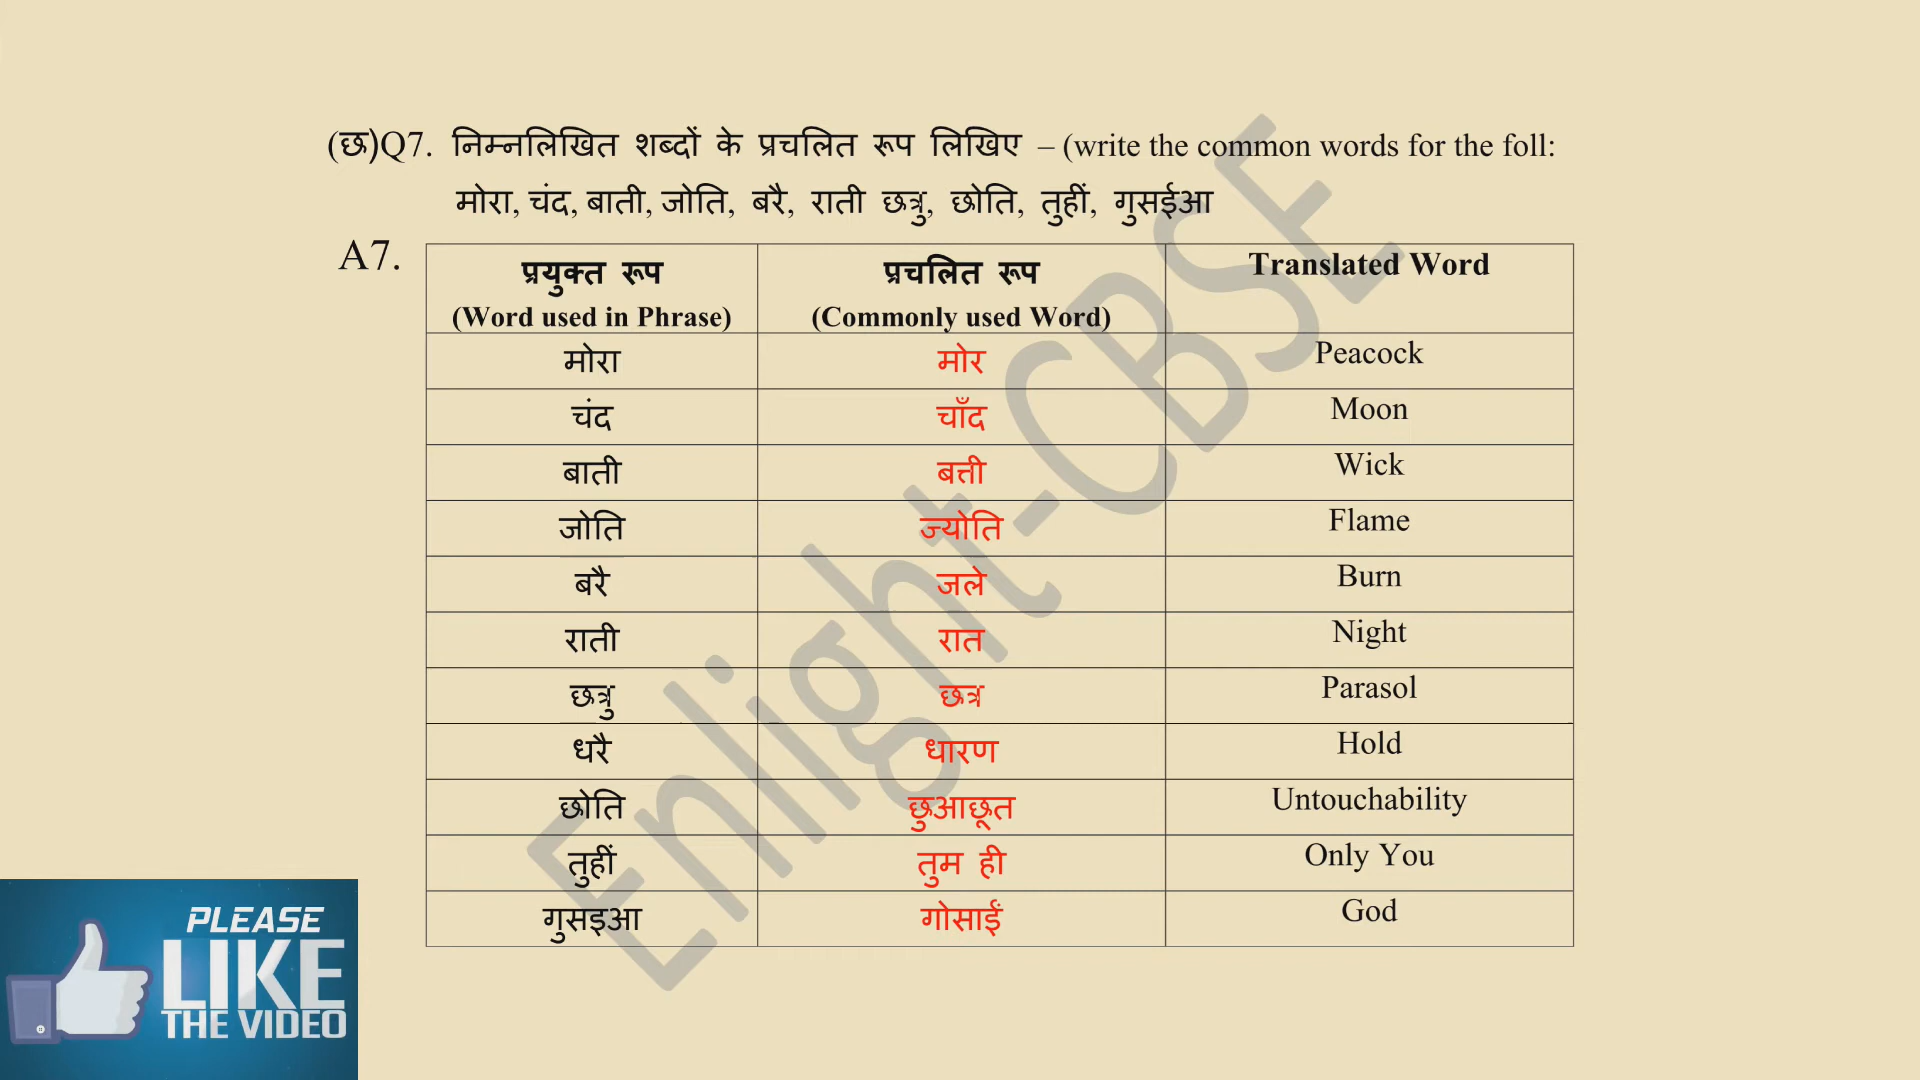 (छ)Q7. निम्नलिखित शब्दों के प्रचलित रूप लिखिए – (write the common words for the foll:
मोरा, चंद, बाती, जोति, बरै, राती छत्रु, छोति, तुहीं, गुसईआ
A7.
प्रयुक्त रूप प्रचलित रूप Translated Word
(Word used in Phrase) (Commonly used Word)
मोरा मोर Peacock
चंद चाँद Moon
बाती बत्ती Wick
जोति ज्योति Flame
बरै जले Burn
राती रात Night
छत्रु छत्र Parasol
धरै धारण Hold
छोति छुआछूत Untouchability
तुहीं तुम ही Only You
गुसइआ गोसाईं God
Enlight-CBSE
PLEASE
LIKE
THE VIDEO